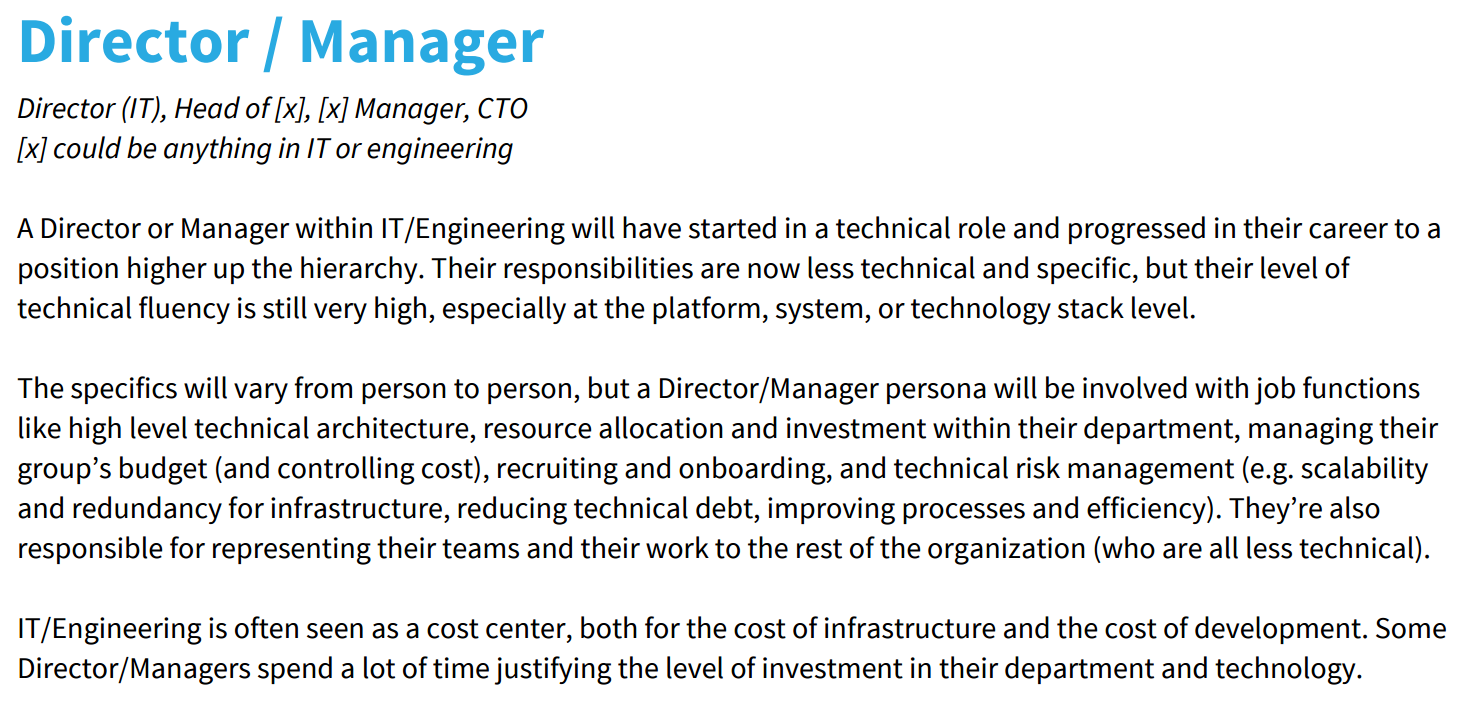 Director / Manager
Director (IT), Head of [x], [x] Manager, CTO
[x] could be anything in IT or engineering
A Director or Manager within IT/Engineering will have started in a technical role and progressed in their career to a
position higher up the hierarchy. Their responsibilities are now less technical and specific, but their level of
technical fluency is still very high, especially at the platform, system, or technology stack level.
The specifics will vary from person to person, but a Director/Manager persona will be involved with job functions
like high level technical architecture, resource allocation and investment within their department, managing their
group’s budget (and controlling cost), recruiting and onboarding, and technical risk management (e.g. scalability
and redundancy for infrastructure, reducing technical debt, improving processes and efficiency). They’re also
responsible for representing their teams and their work to the rest of the organization (who are all less technical).
IT/Engineering is often seen as a cost center, both for the cost of infrastructure and the cost of development. Some
Director/Managers spend a lot of time justifying the level of investment in their department and technology.